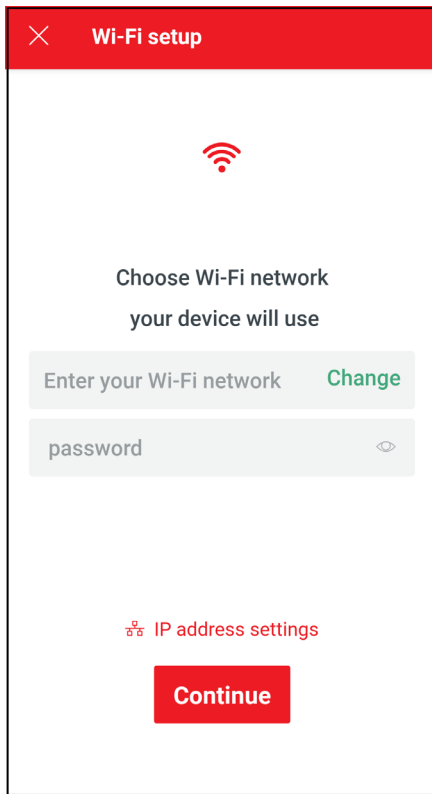 Wi-Fi setup
Choose Wi-Fi network
your device will use
Enter your Wi-Fi network Change
password
IP address settings
Continue